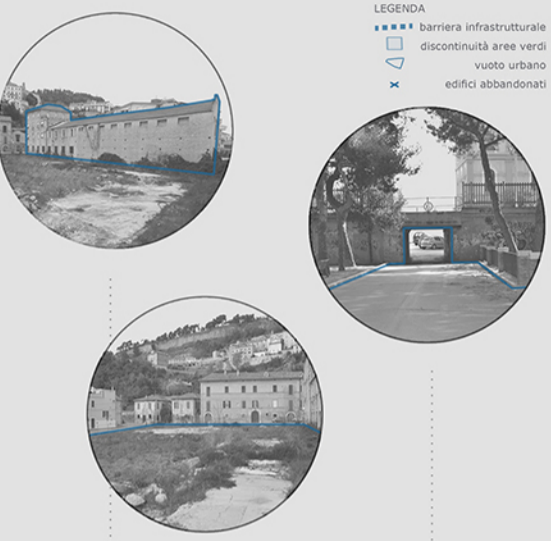 LEGENDA
barriera infrastrutturale
discontinuità aree verdi
vuoto urbano
edifici abbandonati